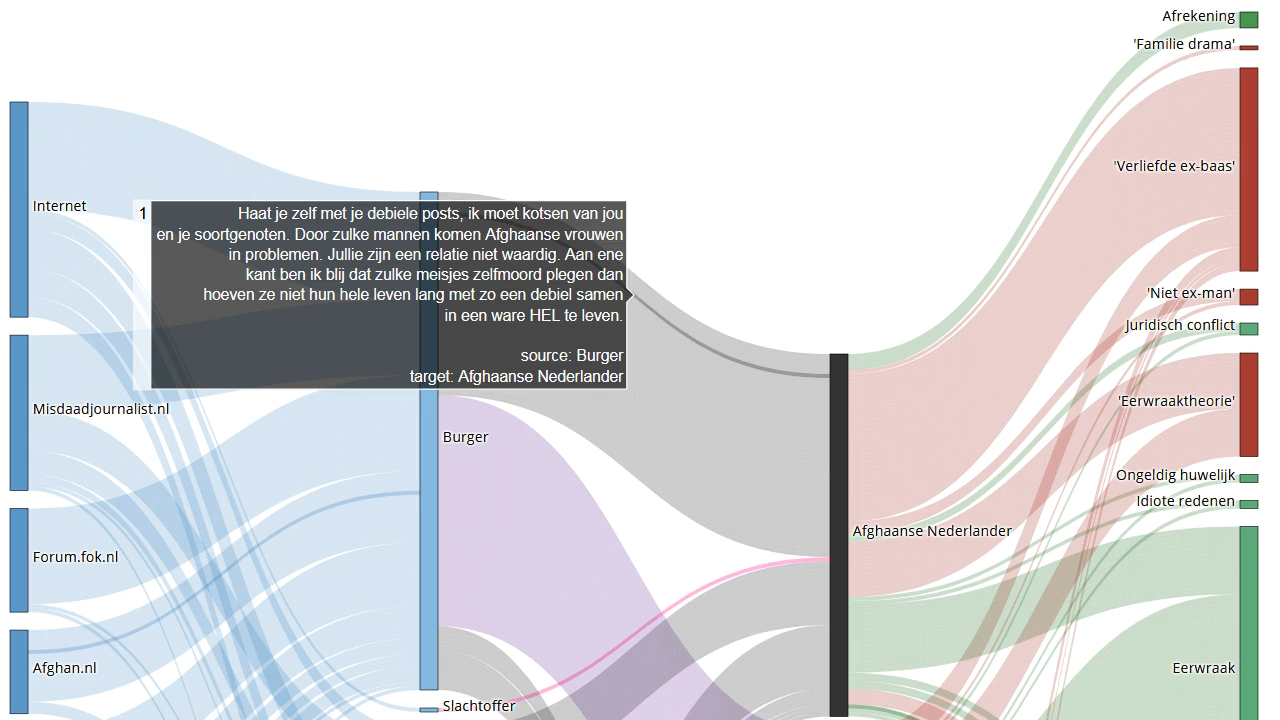 Afrekening
'Familie drama'
'Verliefde ex-baas'
Internet
1
Haat je zelf met je debiele posts, ik moet kotsen van jou
en je soortgenoten. Door zulke mannen komen Afghaanse vrouwen
in problemen. Jullie zijn een relatie niet waardig. Aan ene
kant ben ik blij dat zulke meisjes zelfmoord plegen dan
hoeven ze niet hun hele leven lang met zo een debiel samen
in een ware HEL te leven.
source: Burger
target: Afghaanse Nederlander
'Niet ex-man'
Juridisch conflict
'Eerwraaktheorie'
Misdaadjournalist.nl
Burger
Ongeldig huwelijk
Idiote redenen
Afghaanse Nederlander
Forum.fok.nl
Afghan.nl
Eerwraak
Slachtoffer